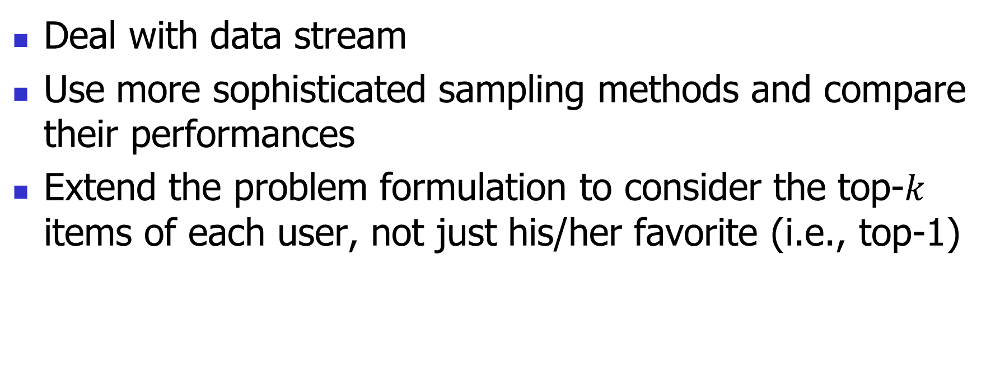 Deal with data stream
Use more sophisticated sampling methods and compare
their performances
Extend the problem formulation to consider the top-k
items of each user, not just his/her favorite (i.e., top-1)